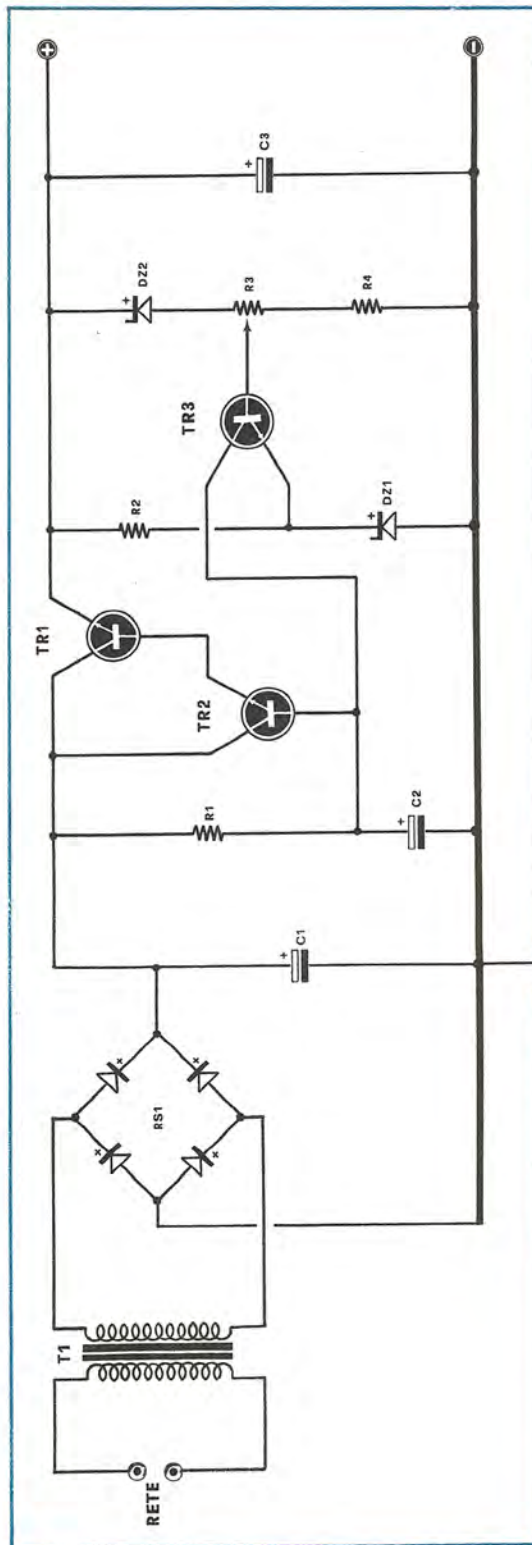 RETE
T1
RS1
C1
R1
C2
TR2
TR1
R2
DZ1
TR3
DZ2
R3
R4
C3
+
-